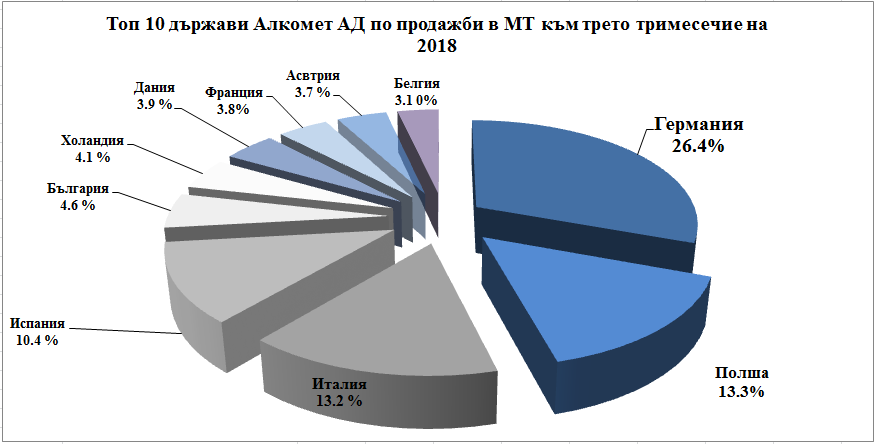 Топ 10 държави Алкомет АД по продажби в МТ към трето тримесечие на
2018
Германия
26.4%
Полша
13.3%
Италия
13.2 %
Испания
10.4 %
България
4.6 %
Холандия
4.1 %
Дания
3.9 %
Франция
3.8%
Асвтрия
3.7 %
Белгия
3.1 0%